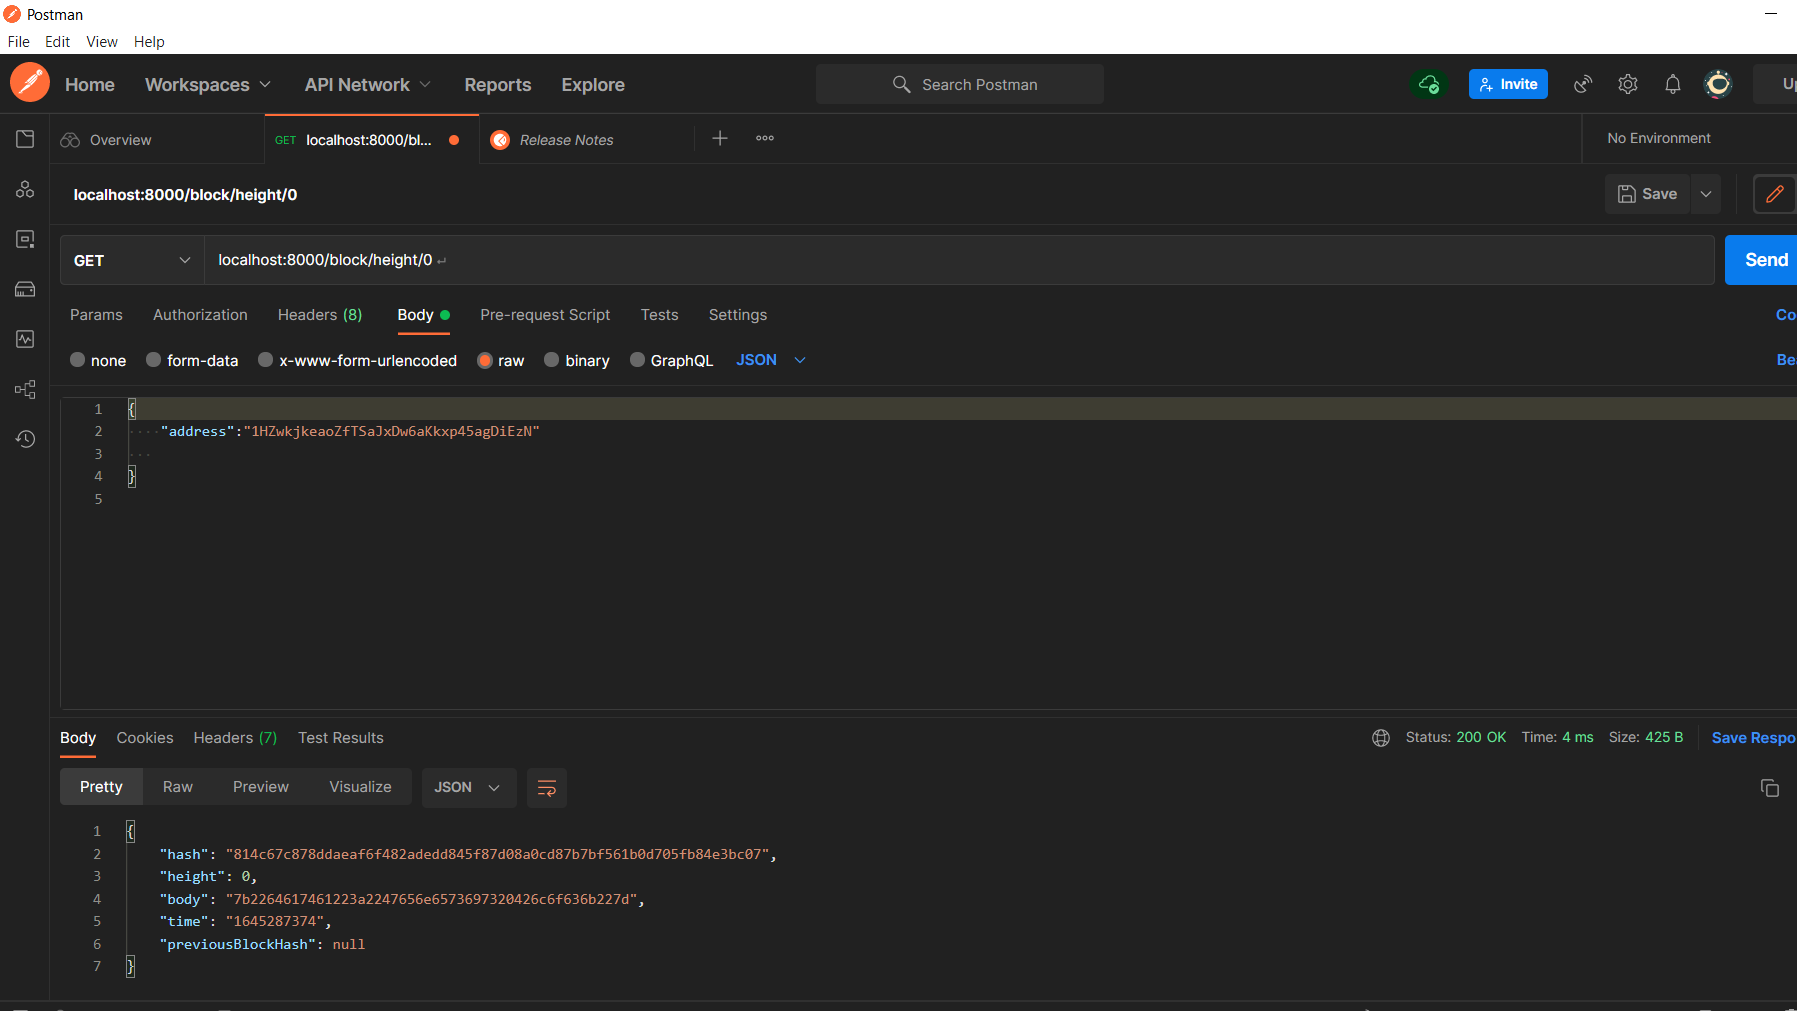 Postman
File Edit View Help
Home Workspaces API Network Reports Explore Search Postman Invite
Overview GET localhost:8000/bl... Release Notes No Environment
localhost:8000/block/height/0 Save
GET localhost:8000/block/height/0 Send
Params Authorization Headers (8) Body Pre-request Script Tests Settings Co
none form-data x-www-form-urlencoded raw binary GraphQL JSON Be
1 {
2 "address":"1HZwkjkeaoZfTSaJxDw6aKkxp45agDiEzN"
3
4 }
5
Body Cookies Headers (7) Test Results Status: 200 OK Time: 4 ms Size: 425 B Save Respo
Pretty Raw Preview Visualize JSON
1 {
2 "hash": "814c67c878ddaeaf6f482adedd845f87d08a0cd87b7bf561b0d705fb84e3bc07",
3 "height": 0,
4 "body": "7b2264617461223a2247656e6573697320426c6f636b227d",
5 "time": "1645287374",
6 "previousBlockHash": null
7 }